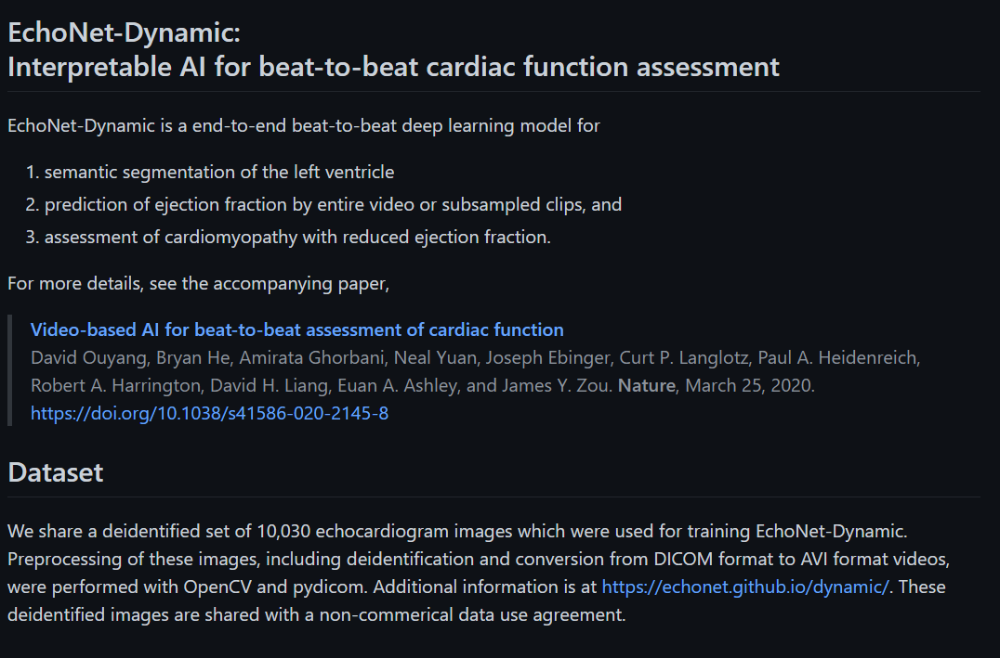 EchoNet-Dynamic:
Interpretable AI for beat-to-beat cardiac function assessment
EchoNet-Dynamic is a end-to-end beat-to-beat deep learning model for
1. semantic segmentation of the left ventricle
2. prediction of ejection fraction by entire video or subsampled clips, and
3. assessment of cardiomyopathy with reduced ejection fraction.
For more details, see the accompanying paper,
Video-based AI for beat-to-beat assessment of cardiac function
David Ouyang, Bryan He, Amirata Ghorbani, Neal Yuan, Joseph Ebinger, Curt P. Langlotz, Paul A. Heidenreich,
Robert A. Harrington, David H. Liang, Euan A. Ashley, and James Y. Zou. Nature, March 25, 2020.
https://doi.org/10.1038/s41586-020-2145-8
Dataset
We share a deidentified set of 10,030 echocardiogram images which were used for training EchoNet-Dynamic.
Preprocessing of these images, including deidentification and conversion from DICOM format to AVI format videos,
were performed with OpenCV and pydicom. Additional information is at https://echonet.github.io/dynamic/. These
deidentified images are shared with a non-commerical data use agreement.